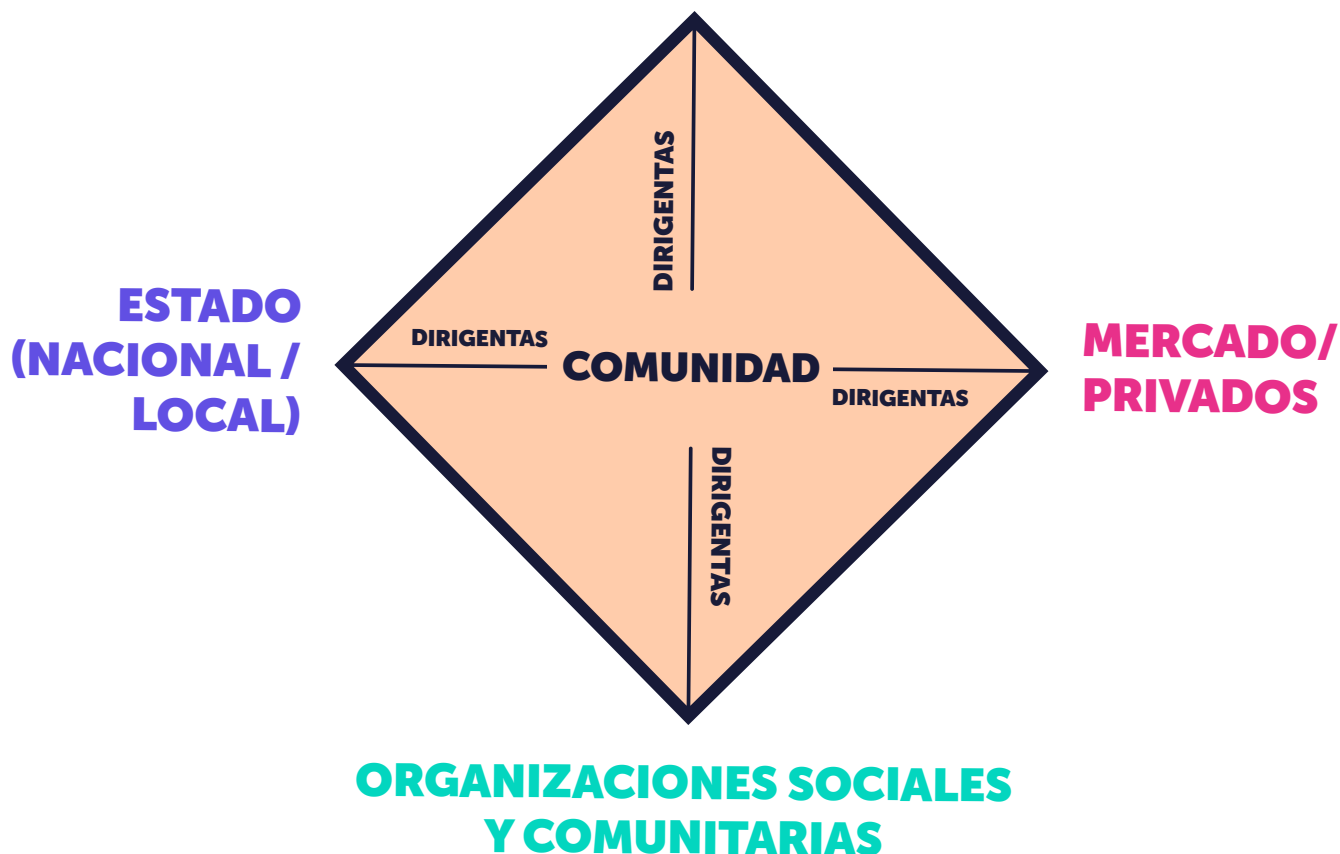 DIRIGENTAS
ESTADO
(NACIONAL /
LOCAL)
DIRIGENTAS
COMUNIDAD
DIRIGENTAS
MERCADO/
PRIVADOS
DIRIGENTAS
ORGANIZACIONES SOCIALES
Y COMUNITARIAS